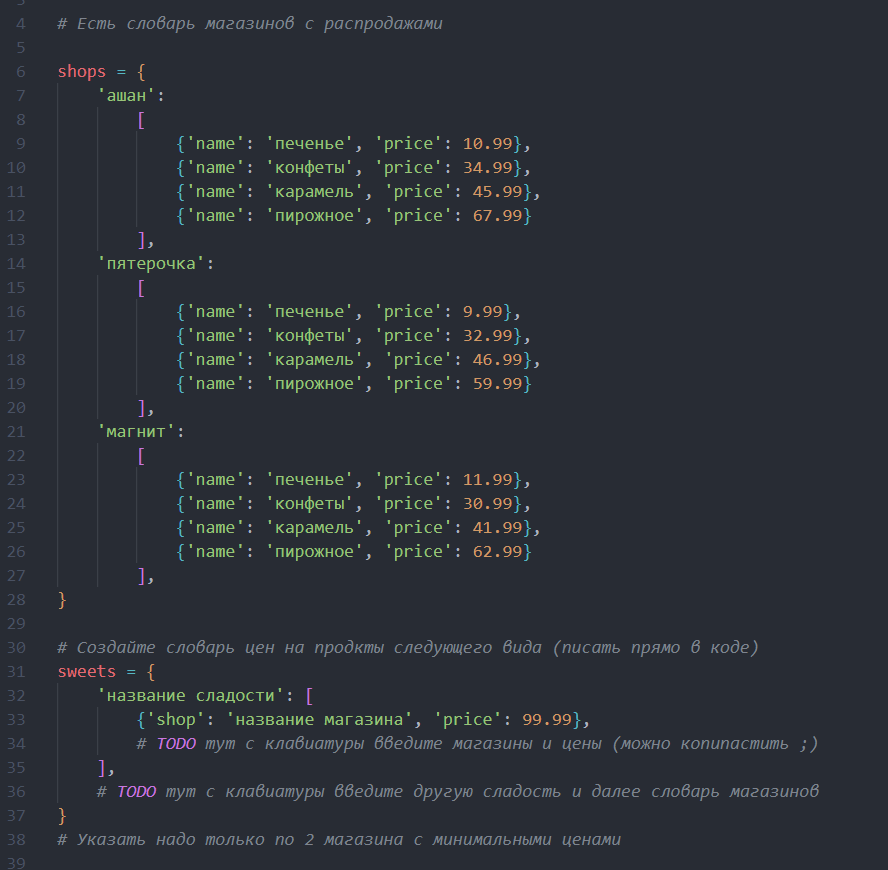 3
4 # Есть словарь магазинов с распродажами
5
6 shops = {
7 'ашан':
8 [
9 {'name': 'печенье', 'price': 10.99},
10 {'name': 'конфеты', 'price': 34.99},
11 {'name': 'карамель', 'price': 45.99},
12 {'name': 'пирожное', 'price': 67.99}
13 ],
14 'пятерочка':
15 [
16 {'name': 'печенье', 'price': 9.99},
17 {'name': 'конфеты', 'price': 32.99},
18 {'name': 'карамель', 'price': 46.99},
19 {'name': 'пирожное', 'price': 59.99}
20 ],
21 'магнит':
22 [
23 {'name': 'печенье', 'price': 11.99},
24 {'name': 'конфеты', 'price': 30.99},
25 {'name': 'карамель', 'price': 41.99},
26 {'name': 'пирожное', 'price': 62.99}
27 ],
28 }
29
30 # Создайте словарь цен на продкты следующего вида (писать прямо в коде)
31 sweets = {
32 'название сладости': [
33 {'shop': 'название магазина', 'price': 99.99},
34 # TODO тут с клавиатуры введите магазины и цены (можно копипастить ;)
35 ],
36 # TODO тут с клавиатуры введите другую сладость и далее словарь магазинов
37 }
38 # Указать надо только по 2 магазина с минимальными ценами
39